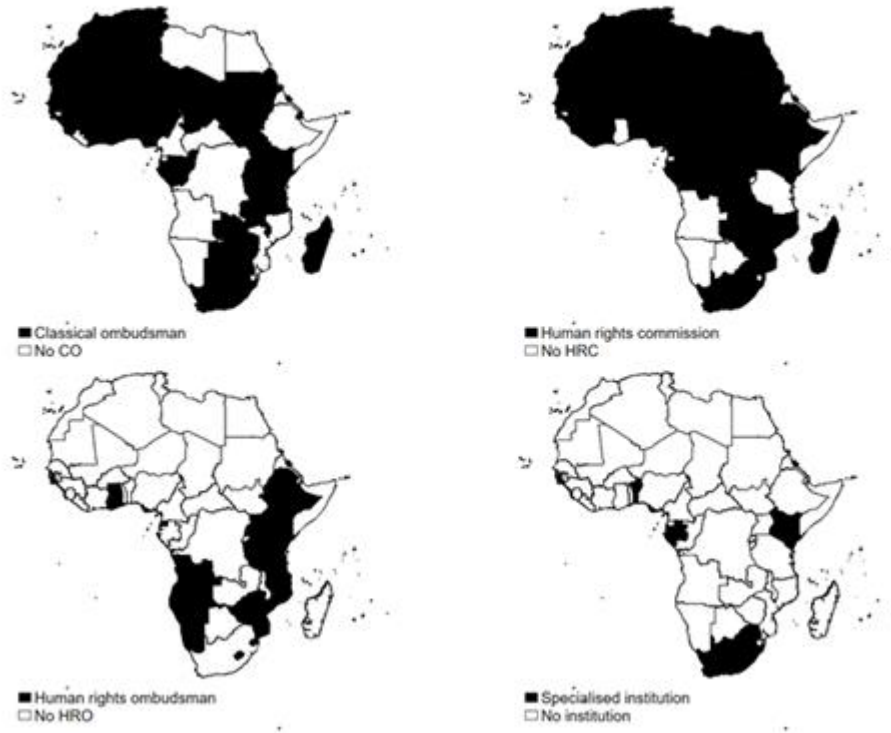 Classical ombudsman
No CO
Human rights commission
No HRC
Human rights ombudsman
No HRO
Specialised institution
No institution